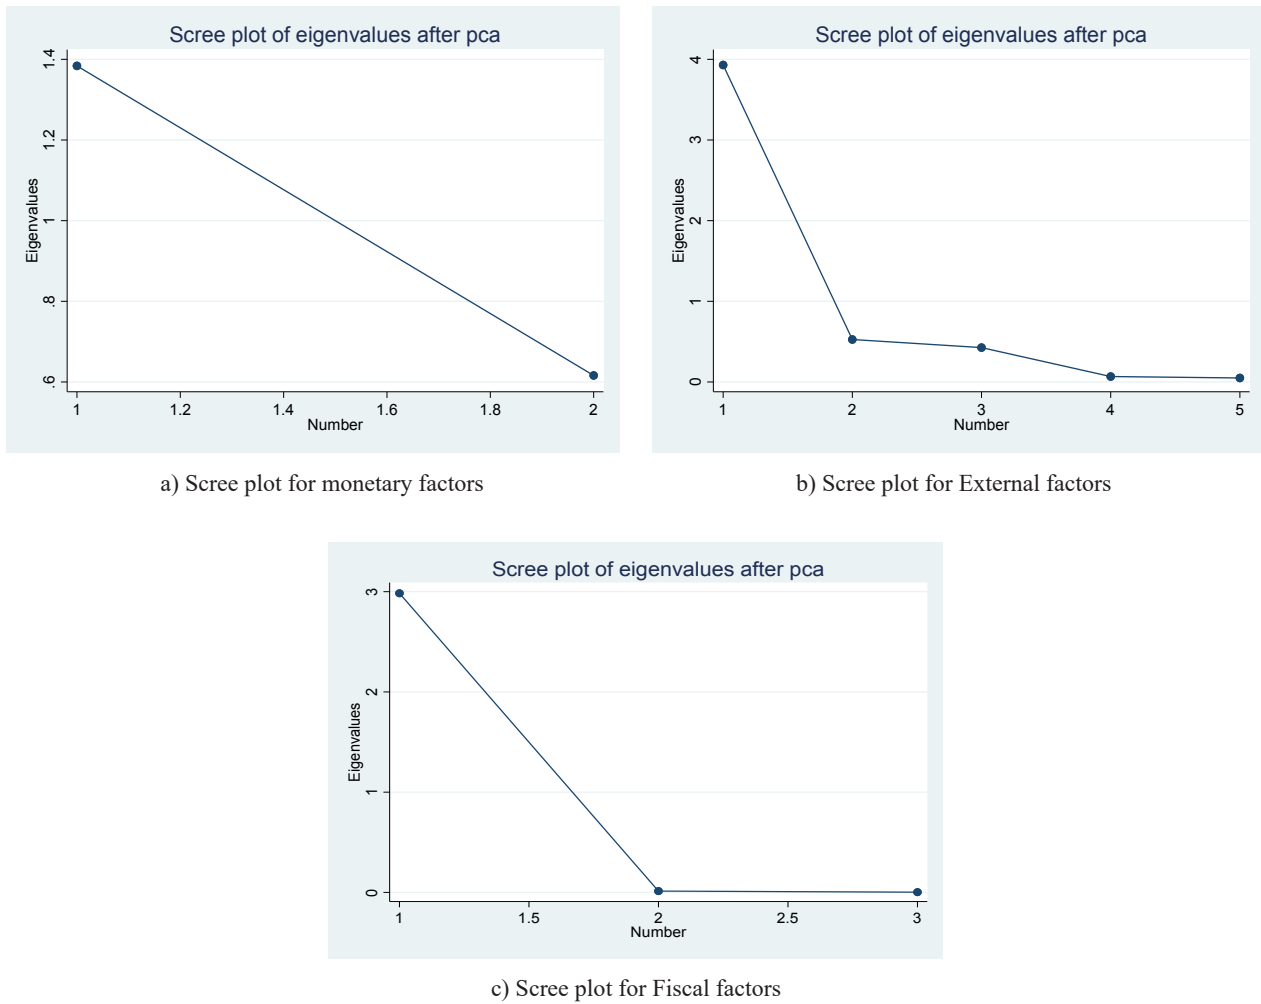 Scree plot of eigenvalues after pca
Eigenvalues
1.4
1.2
1
.8
.6
1 1.2 1.4 1.6 1.8 2
Number
a) Scree plot for monetary factors
Scree plot of eigenvalues after pca
Eigenvalues
4
3
2
1
0
1 2 3 4 5
Number
b) Scree plot for External factors
Scree plot of eigenvalues after pca
Eigenvalues
3
2
1
0
1 1.5 2 2.5 3
Number
c) Scree plot for Fiscal factors